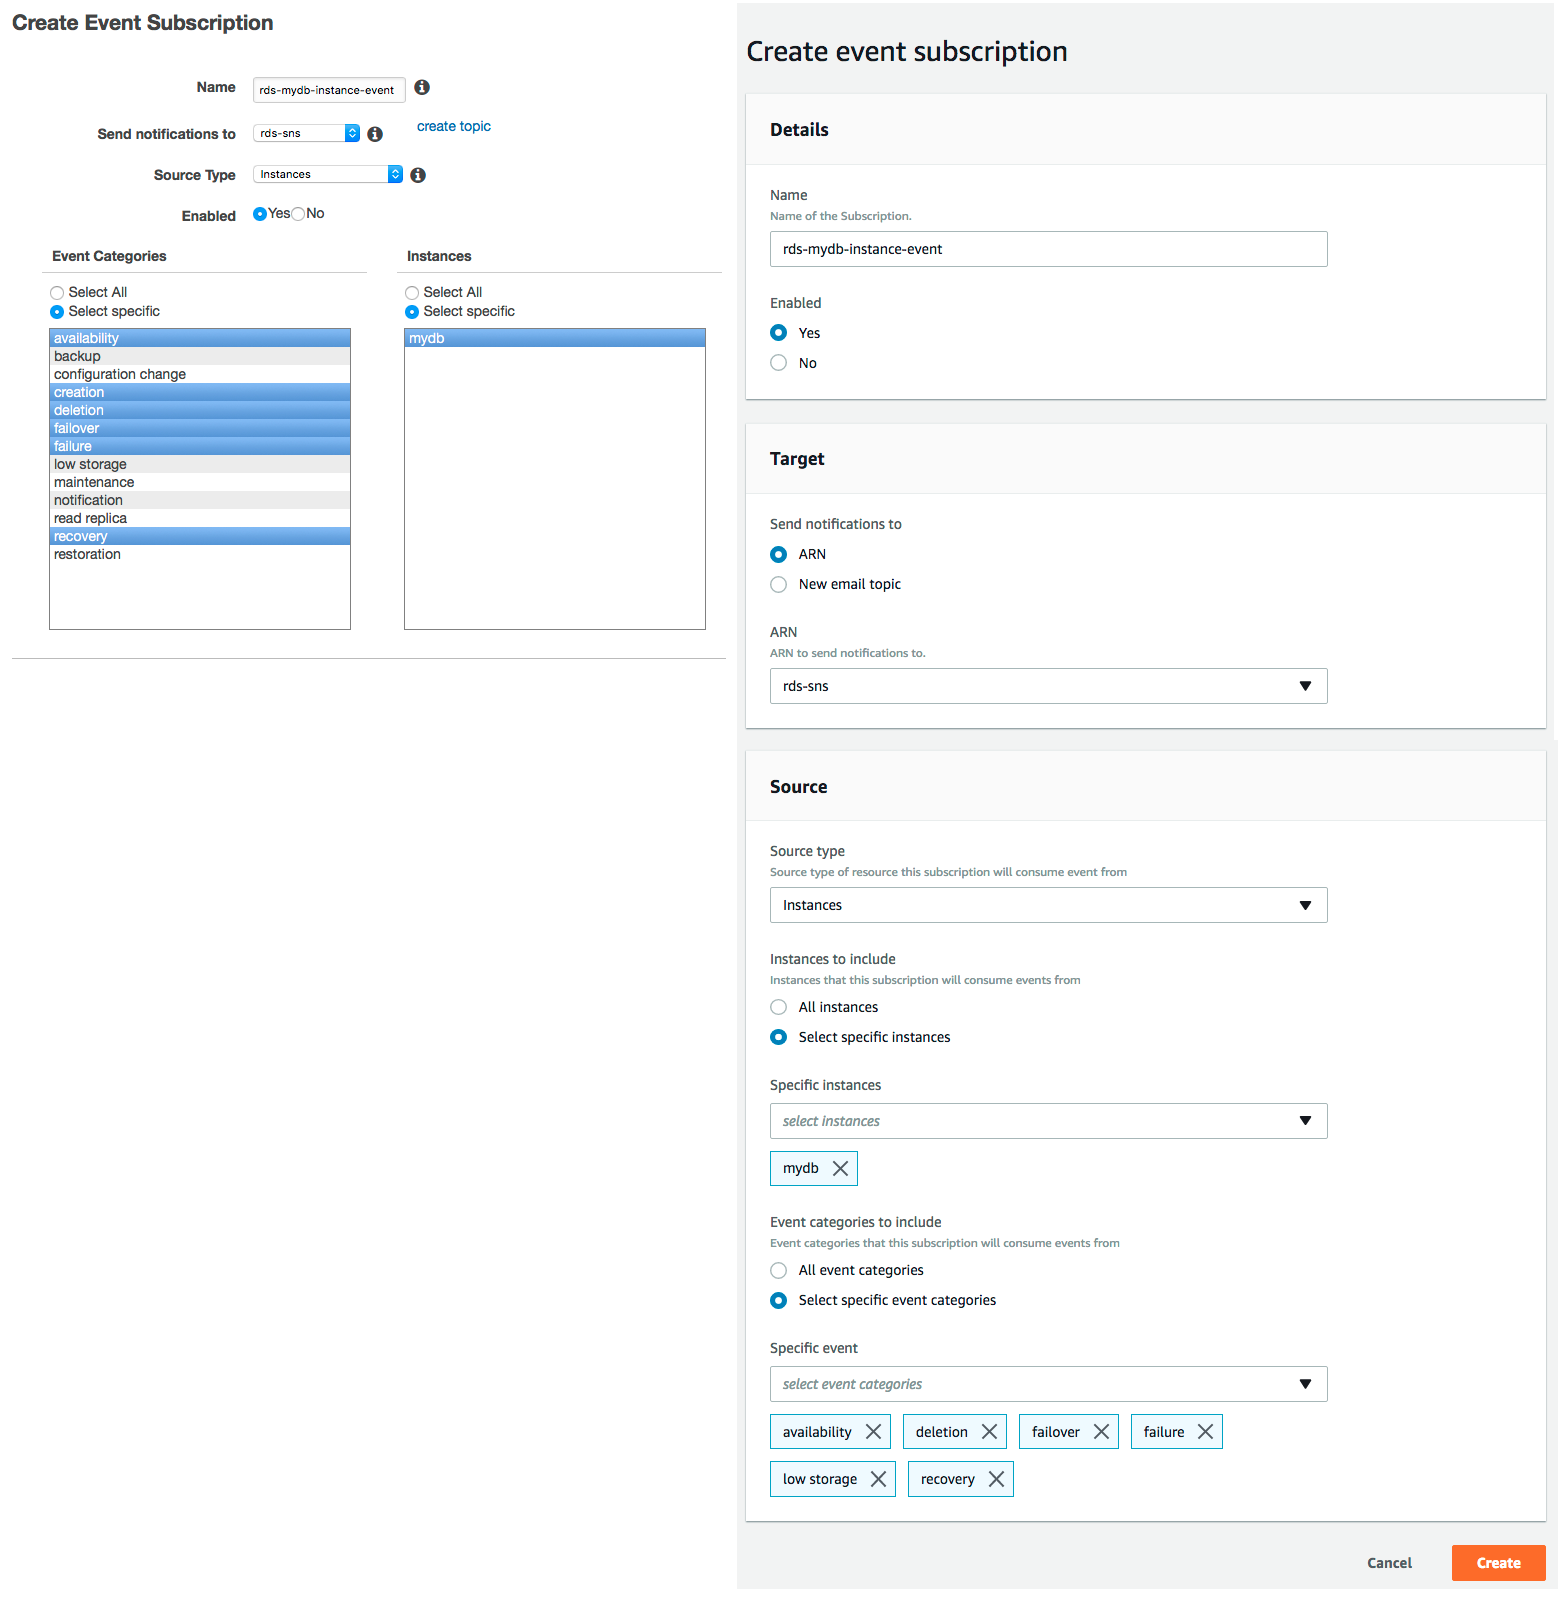 Create Event Subscription
Name rds-mydb-instance-event
Send notifications to rds-sns create topic
Source Type Instances
Enabled Yes No
Event Categories
Select All
Select specific
availability
backup
configuration change
creation
deletion
failover
failure
low storage
maintenance
notification
read replica
recovery
restoration
Instances
Select All
Select specific
mydb
Create event subscription
Details
Name
Name of the Subscription.
rds-mydb-instance-event
Enabled
Yes
No
Target
Send notifications to
ARN
New email topic
ARN
ARN to send notifications to.
rds-sns
Source
Source type
Source type of resource this subscription will consume event from
Instances
Instances to include
Instances that this subscription will consume events from
All instances
Select specific instances
Specific instances
select instances
mydb
Event categories to include
Event categories that this subscription will consume events from
All event categories
Select specific event categories
Specific event
select event categories
availability deletion failover failure
low storage recovery
Cancel Create